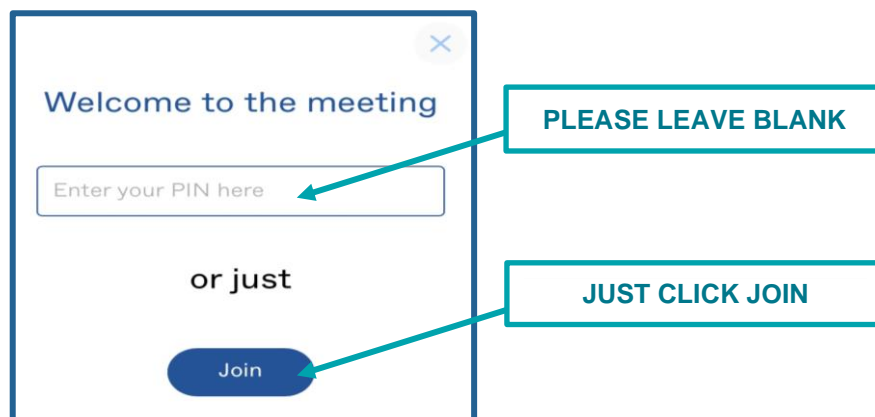 Welcome to the meeting
PLEASE LEAVE BLANK
Enter your PIN here
or just
JUST CLICK JOIN
Join